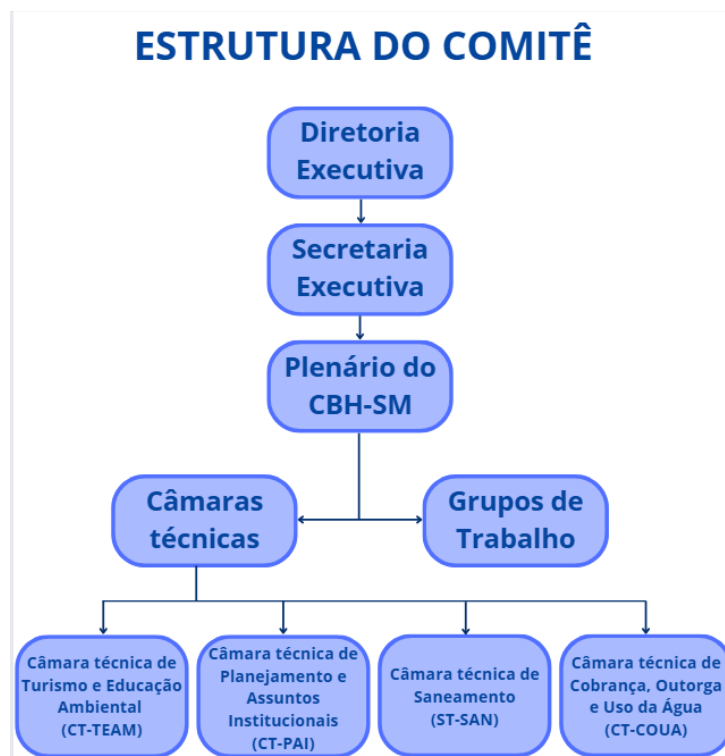 ESTRUTURA DO COMITÊ
Diretoria
Executiva
Secretaria
Executiva
Plenário do
CBH-SM
Câmaras
técnicas
Grupos de
Trabalho
Câmara técnica de
Turismo e Educação
Ambiental
(CT-TEAM)
Câmara técnica de
Planejamento e
Assuntos
Institucionais
(CT-PAI)
Câmara técnica de
Saneamento
(ST-SAN)
Câmara técnica de
Cobrança, Outorga
e Uso da Água
(CT-COUA)